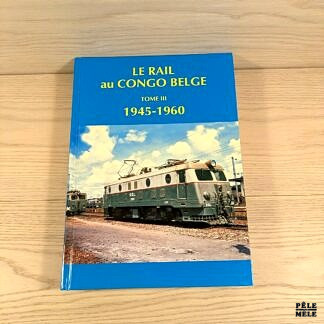 LE RAIL
au CONGO BELGE
TOME III
1945-1960
PÊLE
MÊLE